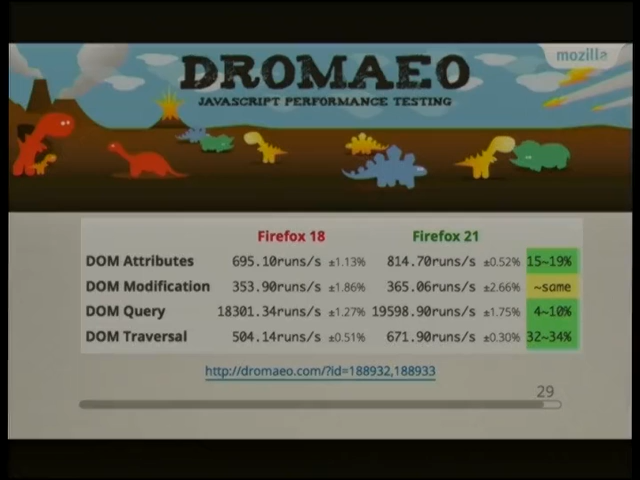 mozilla
DROMAEO
JAVASCRIPT PERFORMANCE TESTING
Firefox 18 Firefox 21
DOM Attributes 695.10runs/s ±1.13% 814.70runs/s ±0.52% 15~19%
DOM Modification 353.90runs/s ±1.86% 365.06runs/s ±2.66% ~same
DOM Query 18301.34runs/s ±1.27% 19598.90runs/s ±1.75% 4~10%
DOM Traversal 504.14runs/s ±0.51% 671.90runs/s ±0.30% 32~34%
http://dromaeo.com/?id=188932,188933
29